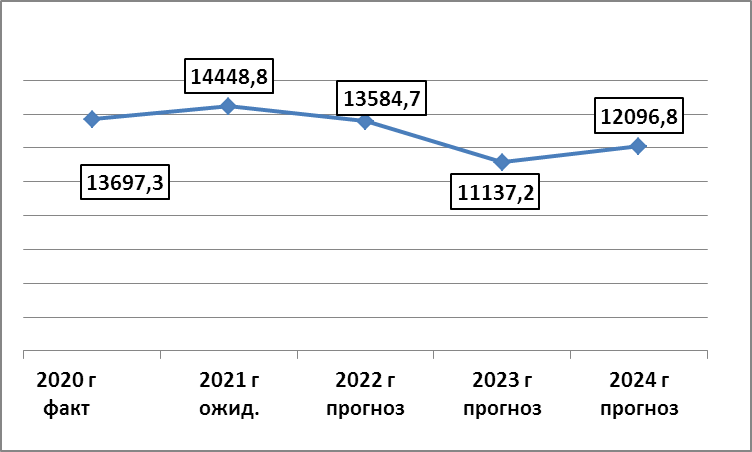 14448,8
13584,7
12096,8
13697,3
11137,2
2020 г
факт
2021 г
ожид.
2022 г
прогноз
2023 г
прогноз
2024 г
прогноз